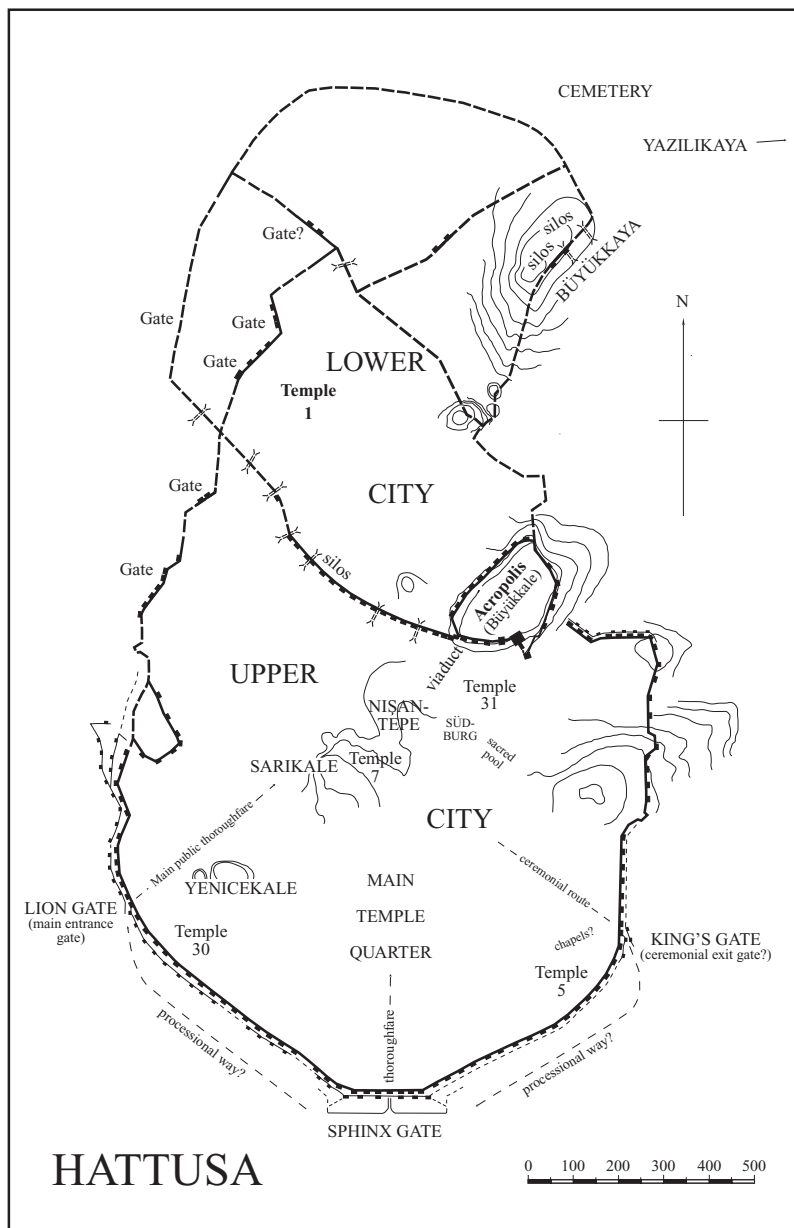 CEMETERY
YAZILIKAYA
silos
silos
BÜYÜKKAYA
Gate?
N
Gate
Gate
Gate
LOWER
Temple
1
CITY
Gate
Gate
silos
Acropolis
(Büyükkale)
viaduct
UPPER
Temple
31
NIŞAN-
TEPE
SÜD-
BURG
sacred
pool
SARIKALE
Temple
7
CITY
Main public thoroughfare
YENICEKALE
MAIN
TEMPLE
QUARTER
ceremonial route
LION GATE
(main entrance
gate)
Temple
30
chapels?
KING'S GATE
(ceremonial exit gate?)
Temple
5
processional way?
thoroughfare
processional way?
SPHINX GATE
HATTUSA
0 100 200 300 400 500